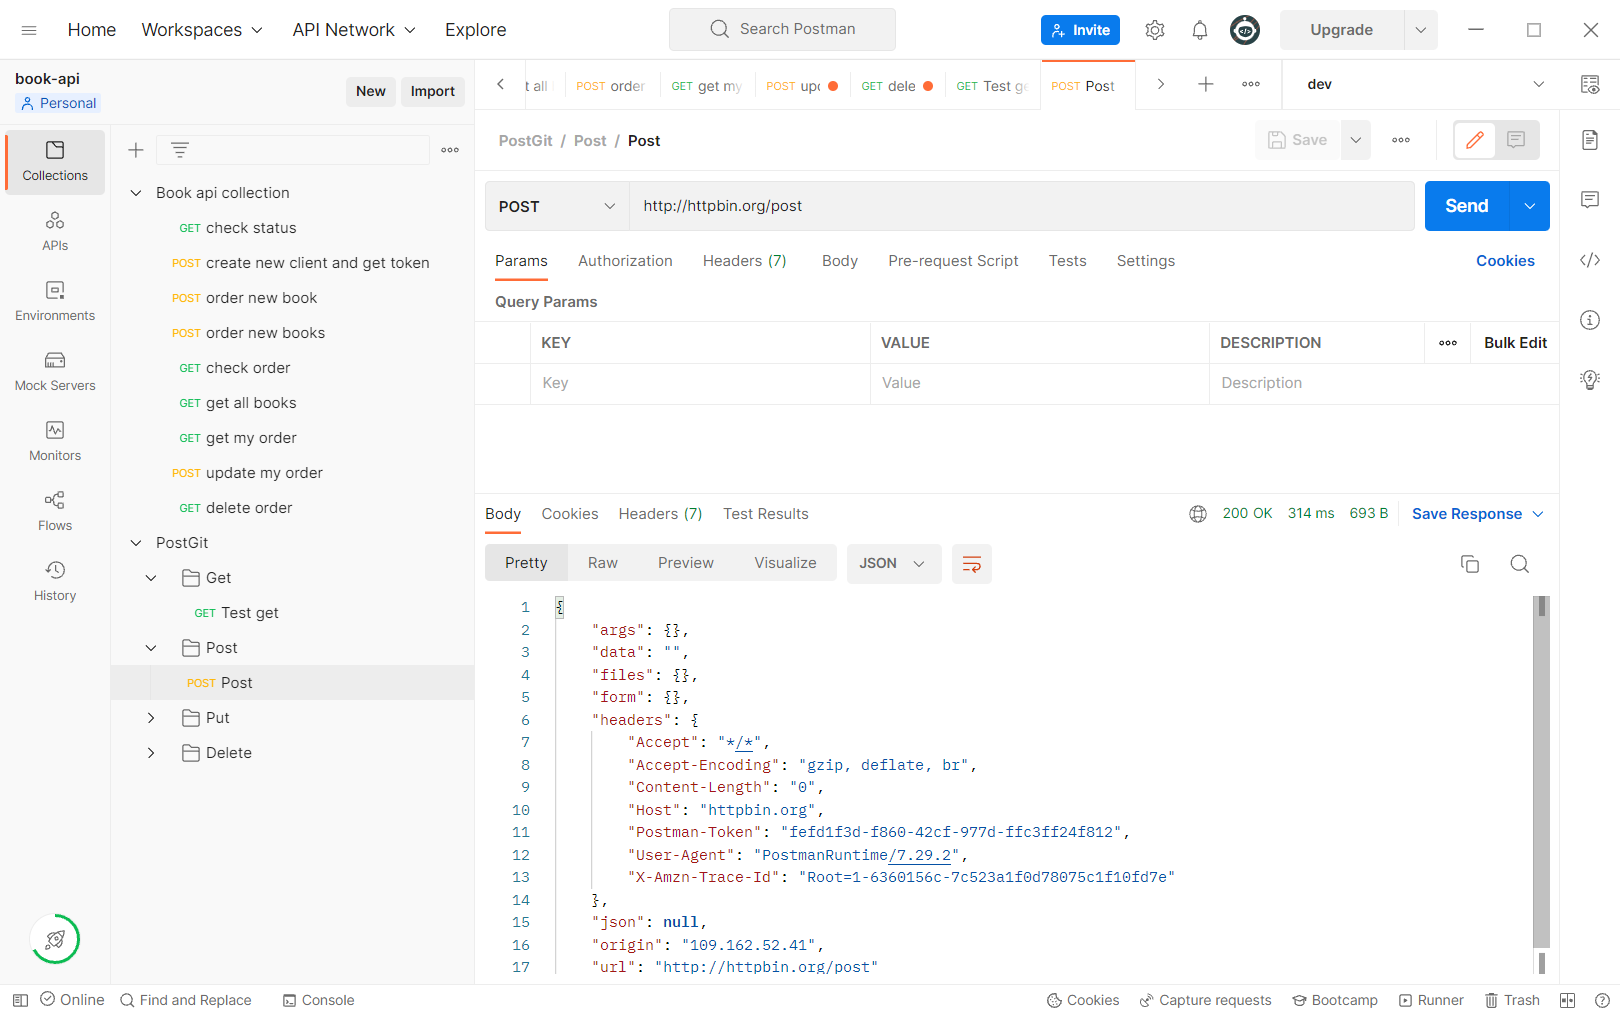 Home Workspaces API Network Explore Search Postman Invite Upgrade
book-api
Personal
New Import
t all POST order GET get my POST upc GET dele GET Test ge POST Post dev
Collections
APIs
Environments
Mock Servers
Monitors
Flows
History
Book api collection
GET check status
POST create new client and get token
POST order new book
POST order new books
GET check order
GET get all books
GET get my order
POST update my order
GET delete order
PostGit
Get
GET Test get
Post
POST Post
Put
Delete
PostGit / Post / Post Save
POST http://httpbin.org/post Send
Params Authorization Headers (7) Body Pre-request Script Tests Settings Cookies
Query Params
KEY VALUE DESCRIPTION Bulk Edit
Key Value Description
Body Cookies Headers (7) Test Results 200 OK 314 ms 693 B Save Response
Pretty Raw Preview Visualize JSON
1 {
2 "args": {},
3 "data": "",
4 "files": {},
5 "form": {},
6 "headers": {
7 "Accept": "*/*",
8 "Accept-Encoding": "gzip, deflate, br",
9 "Content-Length": "0",
10 "Host": "httpbin.org",
11 "Postman-Token": "fefd1f3d-f860-42cf-977d-ffc3ff24f812",
12 "User-Agent": "PostmanRuntime/7.29.2",
13 "X-Amzn-Trace-Id": "Root=1-6360156c-7c523a1f0d78075c1f10fd7e"
14 },
15 "json": null,
16 "origin": "109.162.52.41",
17 "url": "http://httpbin.org/post"
Online Find and Replace Console Cookies Capture requests Bootcamp Runner Trash